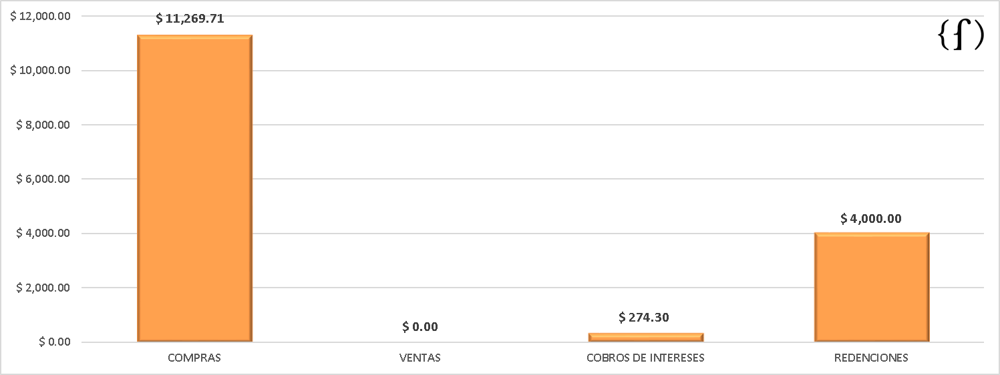 $ 12,000.00
$ 10,000.00
$ 8,000.00
$ 6,000.00
$ 4,000.00
$ 2,000.00
$ 0.00
$ 11,269.71
$ 0.00
$ 274.30
$ 4,000.00
COMPRAS
VENTAS
COBROS DE INTERESES
REDENCIONES